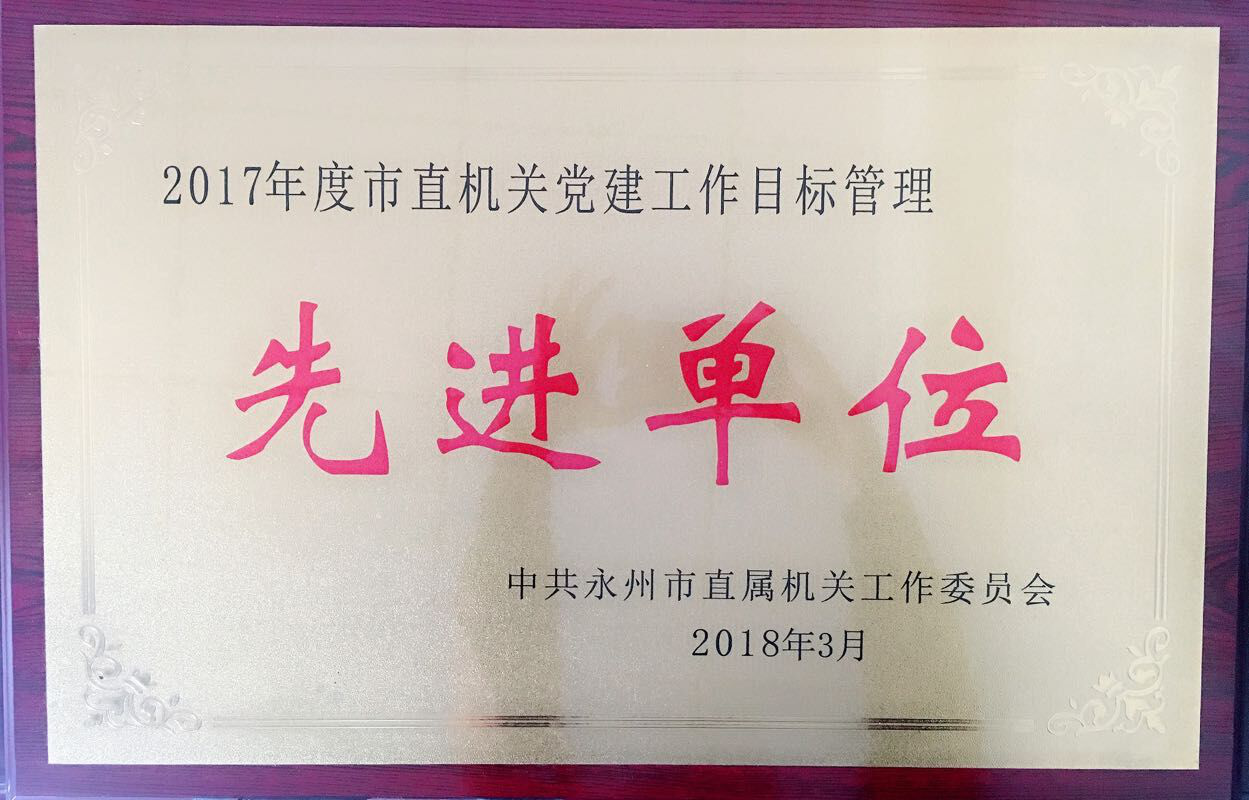 2017年度市直机关党建工作目标管理
先进单位
中共永州市直属机关工作委员会
2018年3月